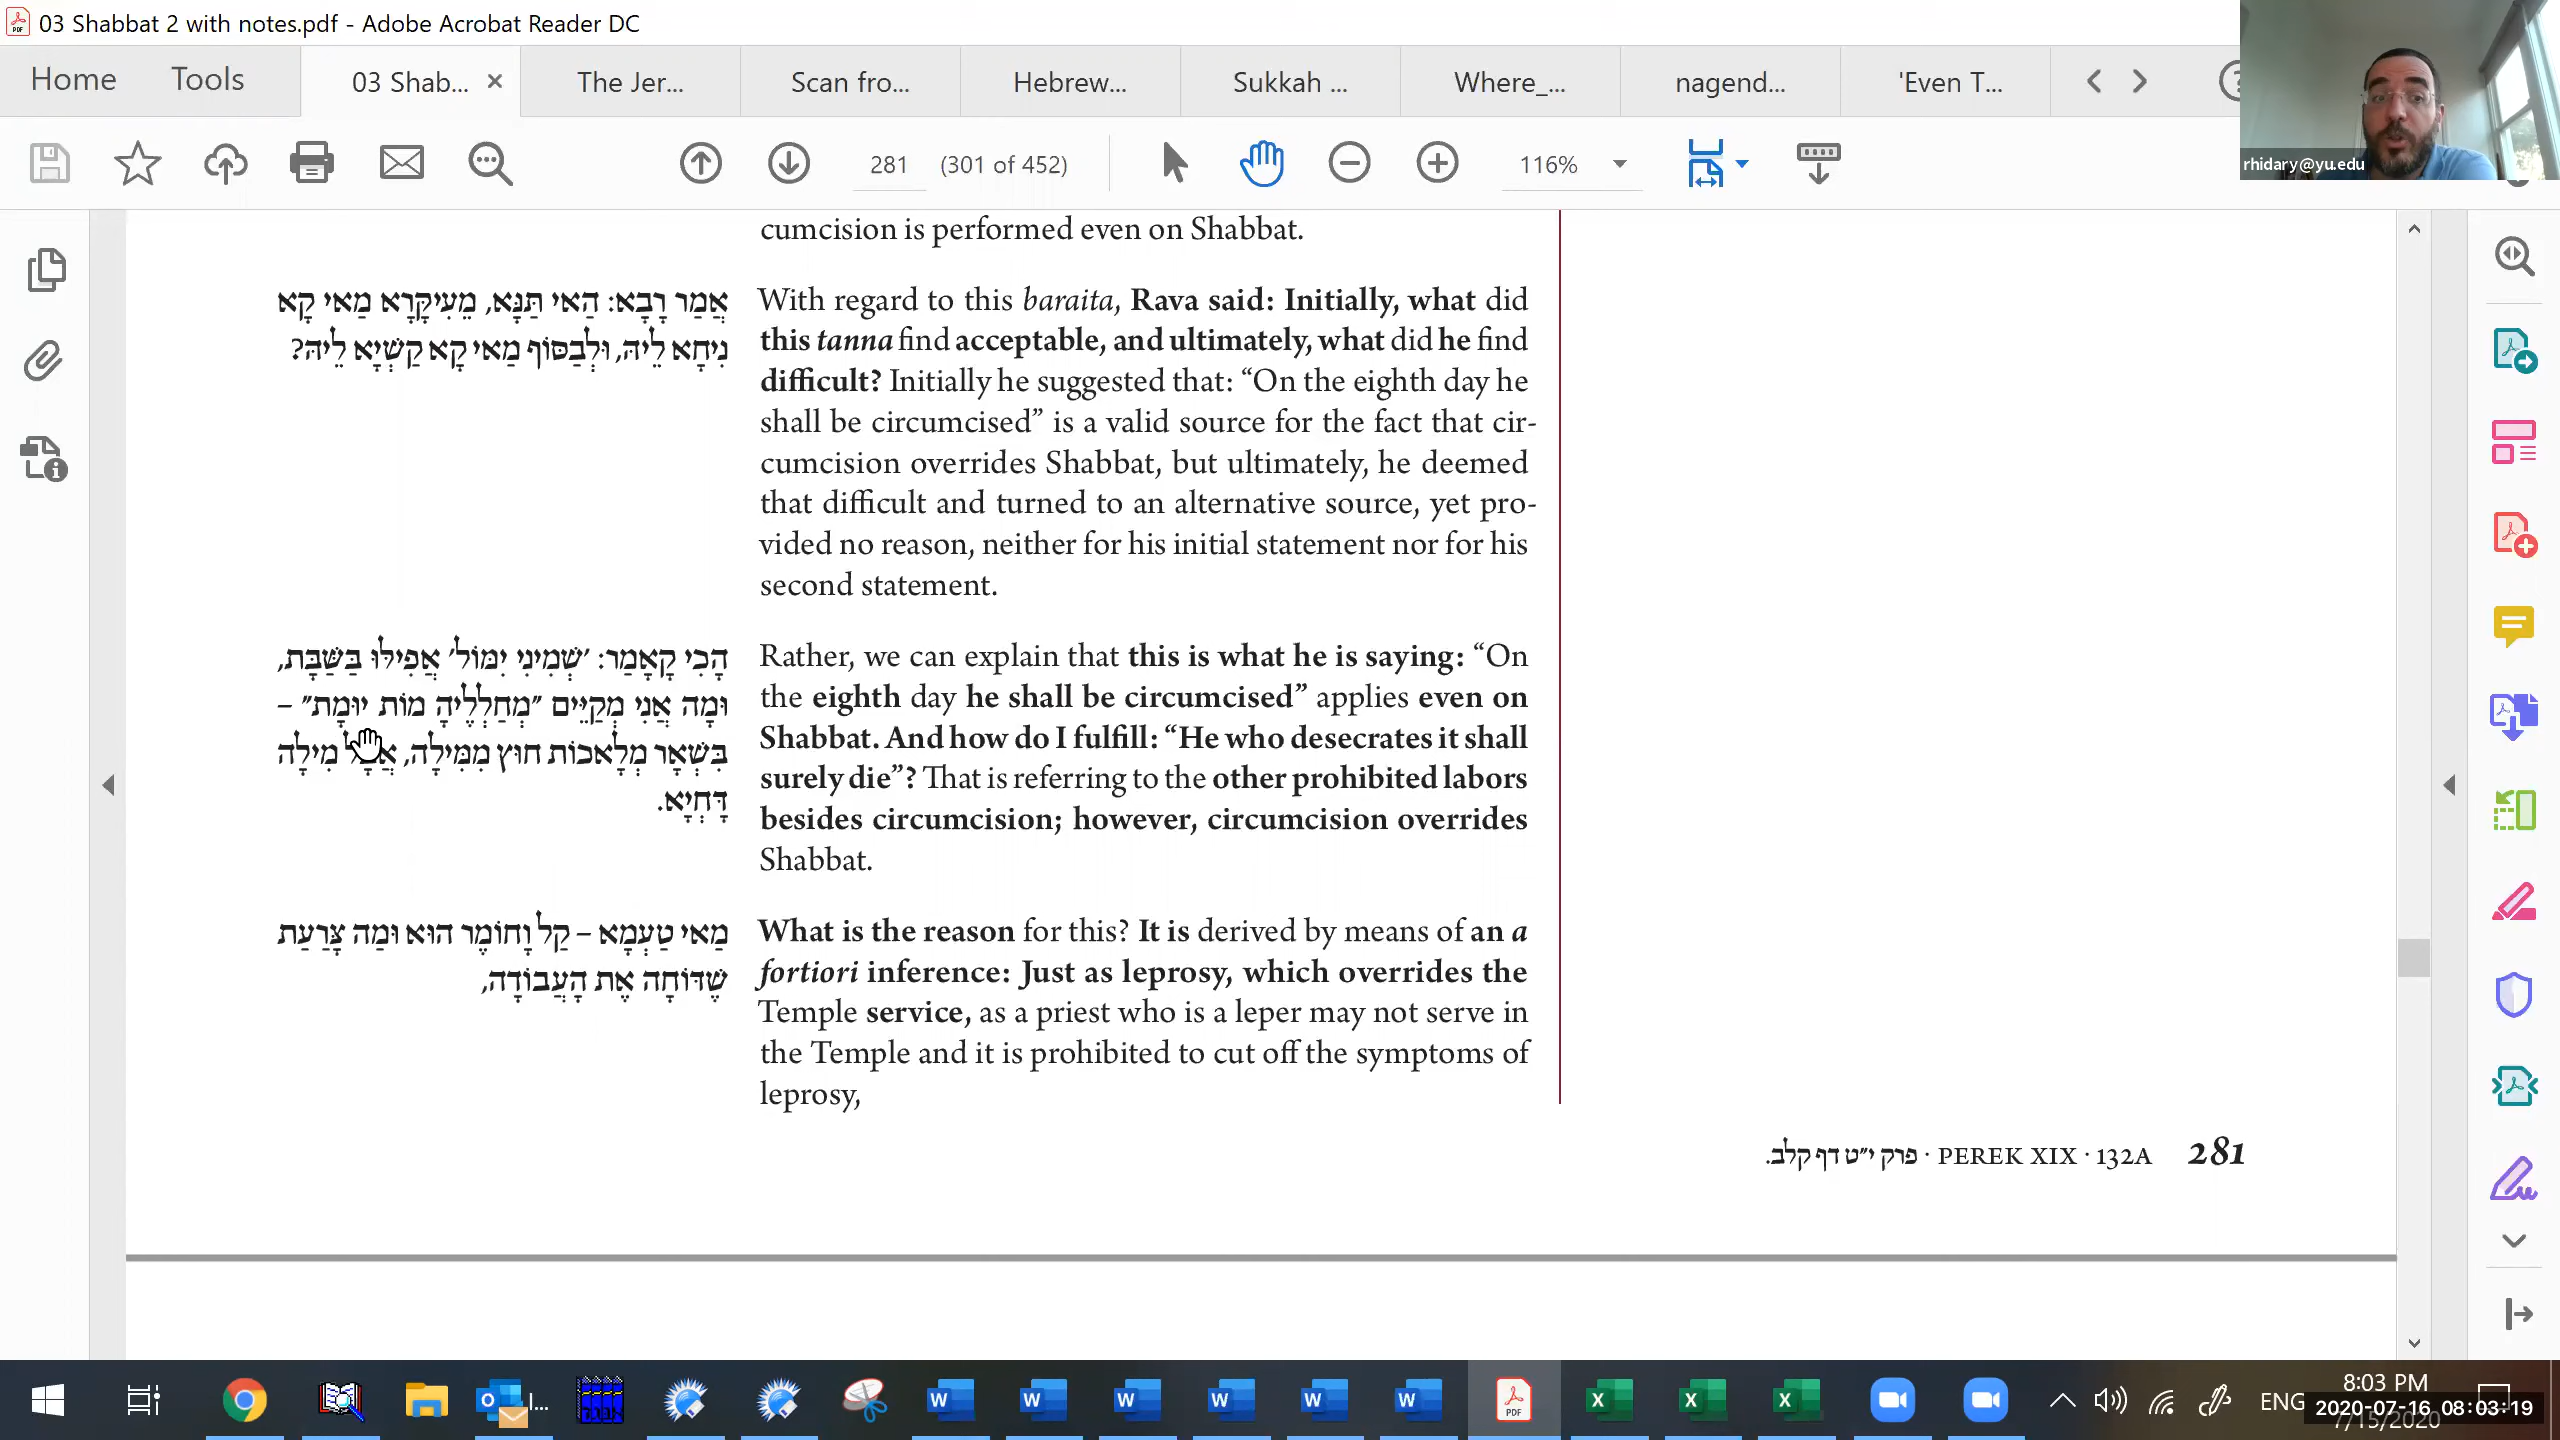 03 Shabbat 2 with notes.pdf - Adobe Acrobat Reader DC
Home Tools 03 Shab... The Jer... Scan fro... Hebrew... Sukkah ... Where_... nagend... 'Even T...
281 (301 of 452) 116%
rhidary@yu.edu
cumcision is performed even on Shabbat.
אֲמַר רָבָא: הַאי תַּנָּא, מֵעִיקָּרָא מַאי קָא
נִיחָא לֵיהּ, וּלְבַסּוֹף מַאי קָא קַשְׁיָא לֵיהּ?
With regard to this baraita, Rava said: Initially, what did
this tanna find acceptable, and ultimately, what did he find
difficult? Initially he suggested that: “On the eighth day he
shall be circumcised” is a valid source for the fact that cir-
cumcision overrides Shabbat, but ultimately, he deemed
that difficult and turned to an alternative source, yet pro-
vided no reason, neither for his initial statement nor for his
second statement.
הָכִי קָאָמַר: ׳שְׁמִינִי יִמּוֹל׳ אֲפִילּוּ בַּשַּׁבָּת,
וּמָה אֲנִי מְקַיֵּים ״מְחַלְּלֶיהָ מוֹת יוּמָת״ –
בִּשְׁאָר מְלָאכוֹת חוּץ מִמִּילָה, אֲבָל מִילָה
דָּחְיָא.
Rather, we can explain that this is what he is saying: “On
the eighth day he shall be circumcised” applies even on
Shabbat. And how do I fulfill: “He who desecrates it shall
surely die”? That is referring to the other prohibited labors
besides circumcision; however, circumcision overrides
Shabbat.
מַאי טַעְמָא – קַל וָחוֹמֶר הוּא וּמַה צָּרַעַת
שֶׁדּוֹחָה אֶת הָעֲבוֹדָה,
What is the reason for this? It is derived by means of an a
fortiori inference: Just as leprosy, which overrides the
Temple service, as a priest who is a leper may not serve in
the Temple and it is prohibited to cut off the symptoms of
leprosy,
פרק י״ט דף קלב. · PEREK XIX · 132A 281
ENG
8:03 PM
2020-07-16 08:03:19
7/15/2020